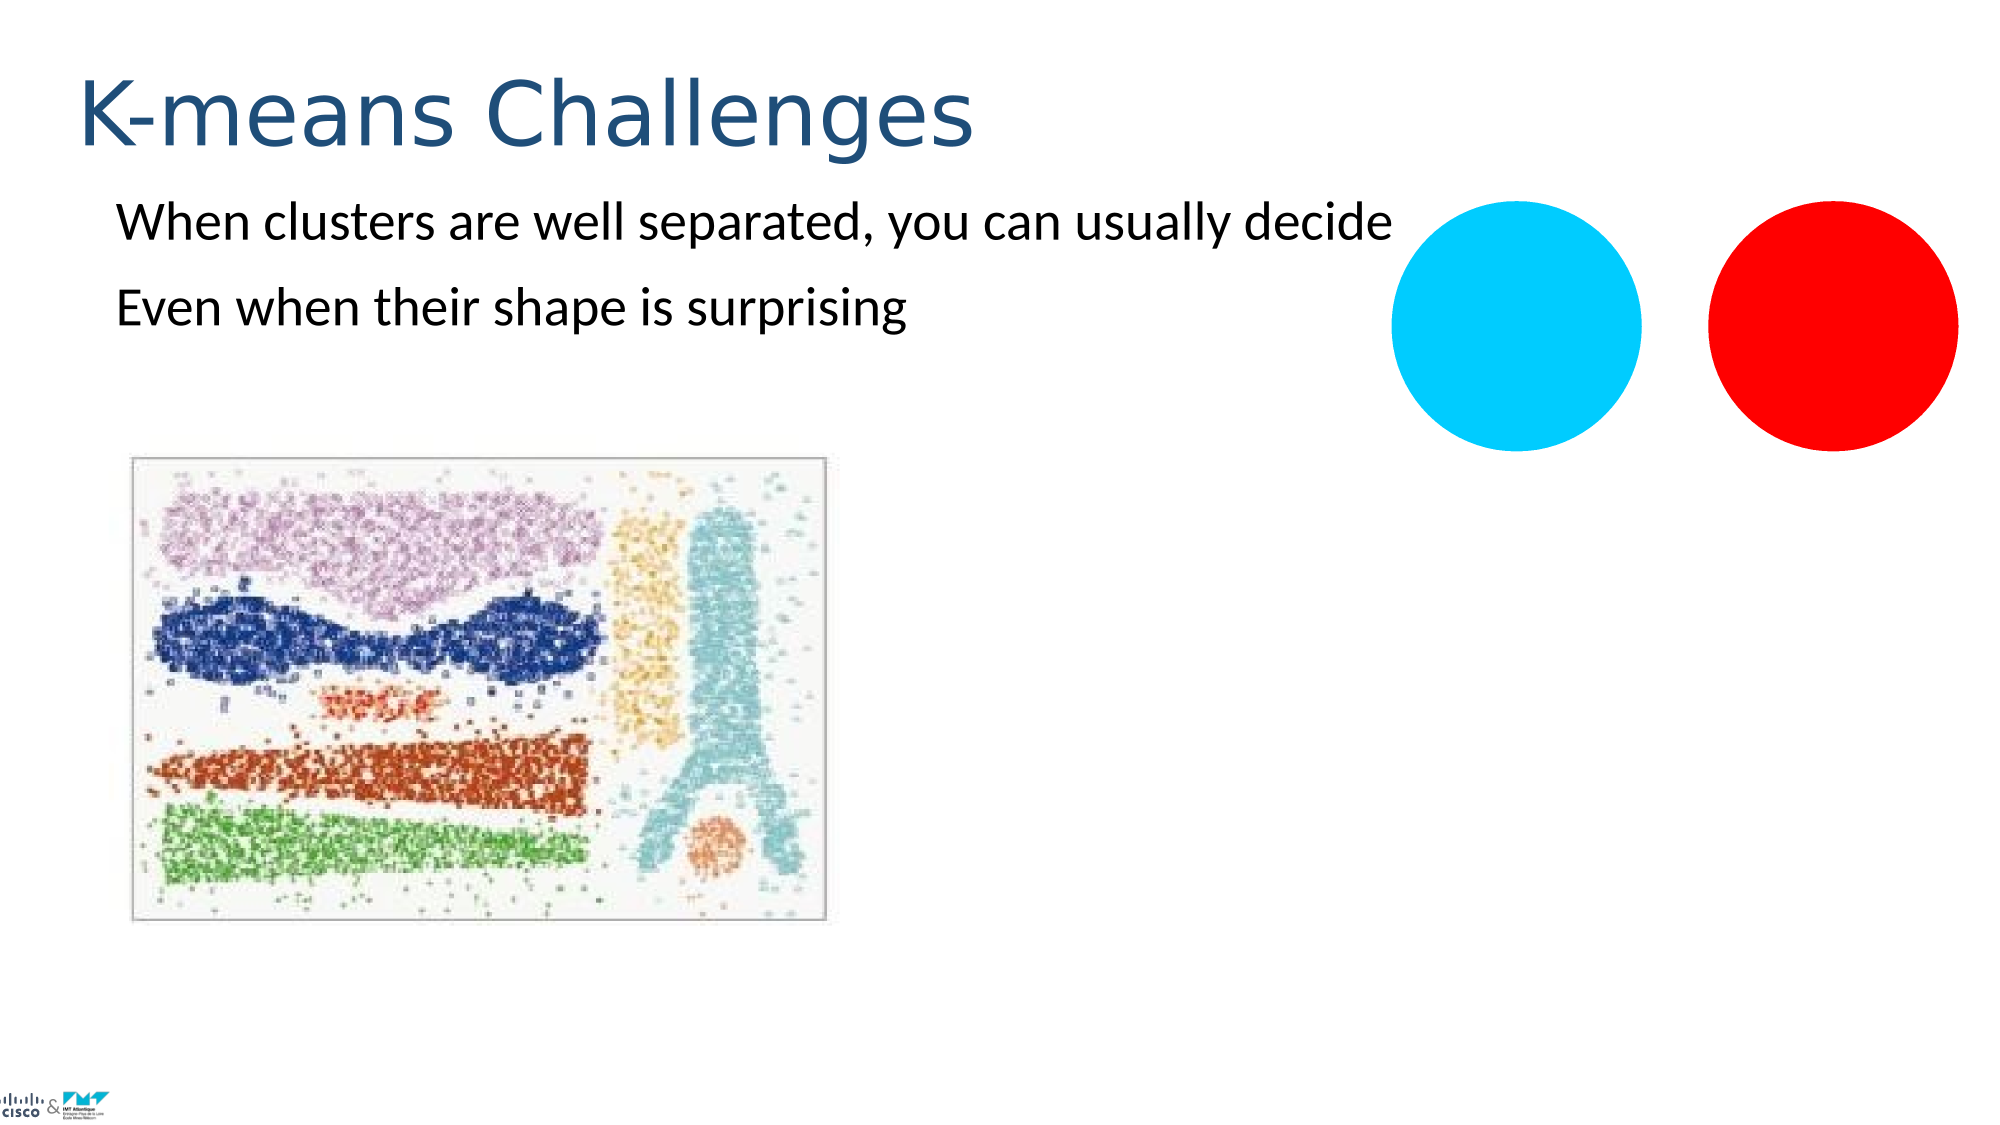 K-means Challenges
When clusters are well separated, you can usually decide
Even when their shape is surprising
CISCO &
IMT Atlantique